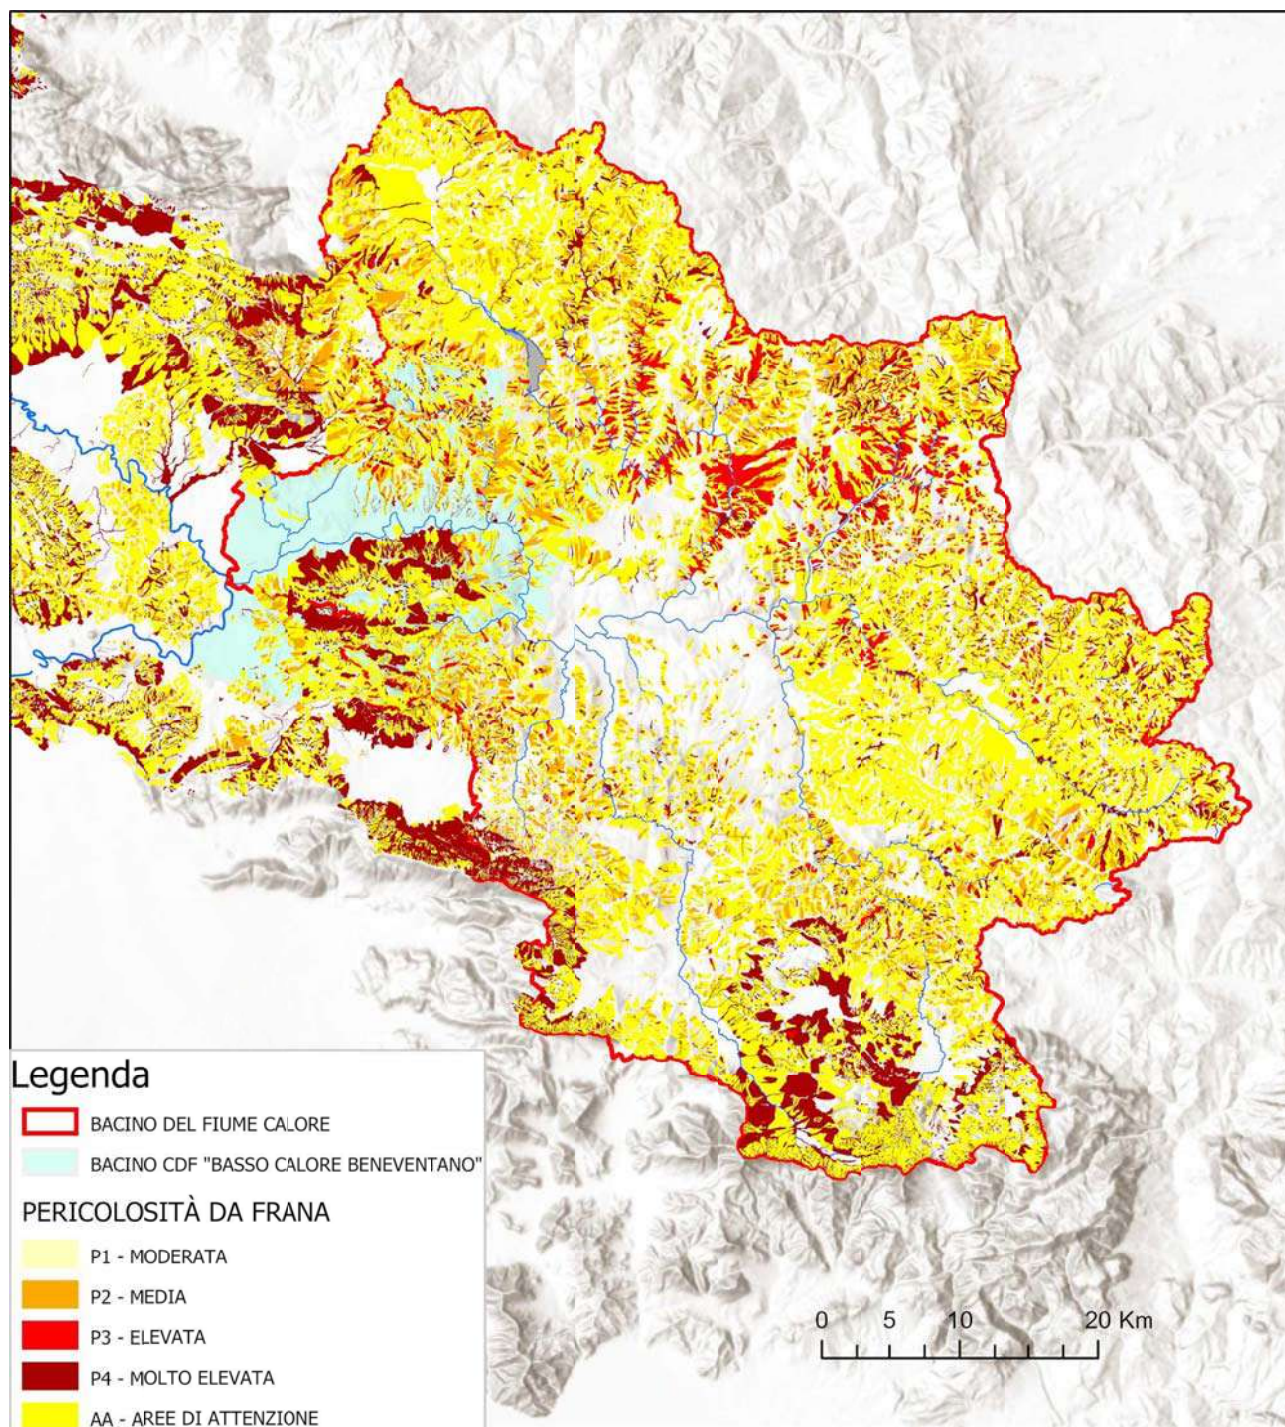 Legenda
BACINO DEL FIUME CALORE
BACINO CDF "BASSO CALORE BENEVENTANO"
PERICOLOSITÀ DA FRANA
P1 - MODERATA
P2 - MEDIA
P3 - ELEVATA
P4 - MOLTO ELEVATA
AA - AREE DI ATTENZIONE
0 5 10 20 Km